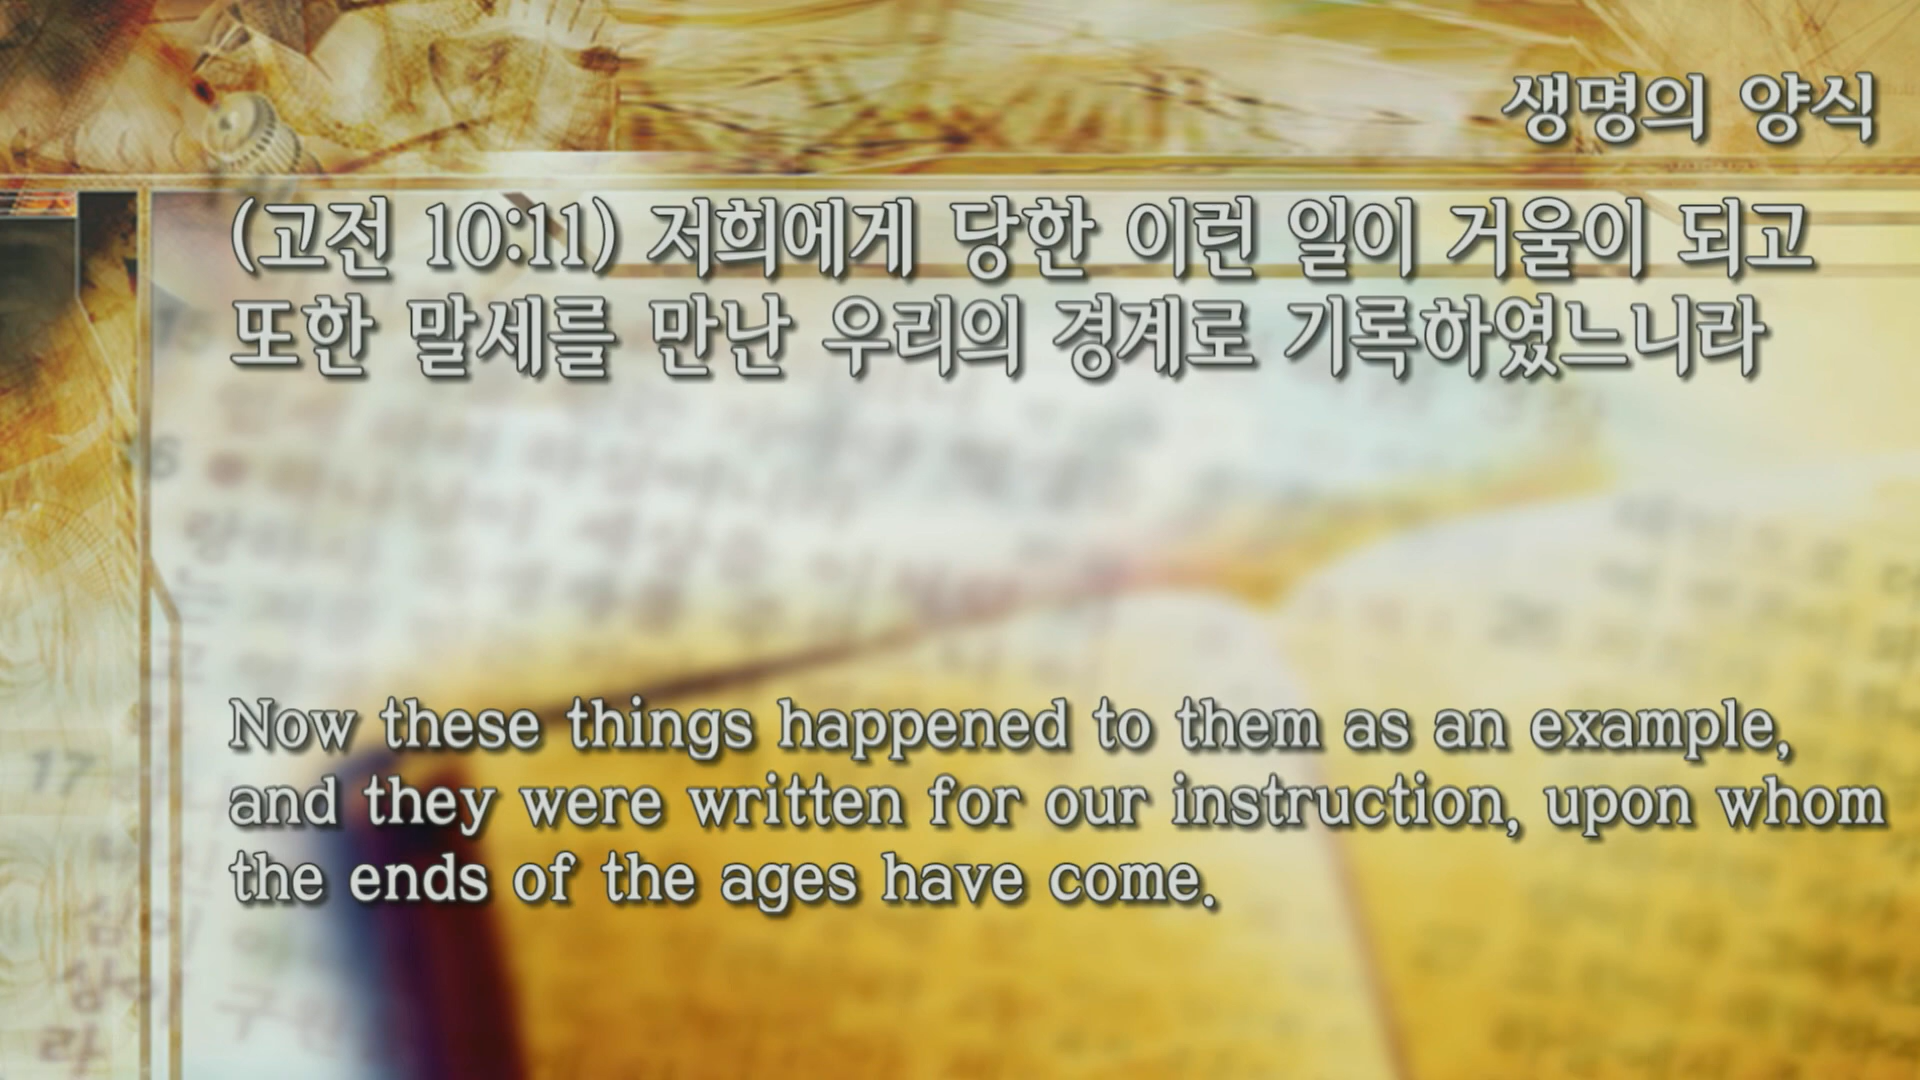 생명의 양식
(고전 10:11) 저희에게 당한 이런 일이 거울이 되고
또한 말세를 만난 우리의 경계로 기록하였느니라
Now these things happened to them as an example,
and they were written for our instruction, upon whom
the ends of the ages have come.
17